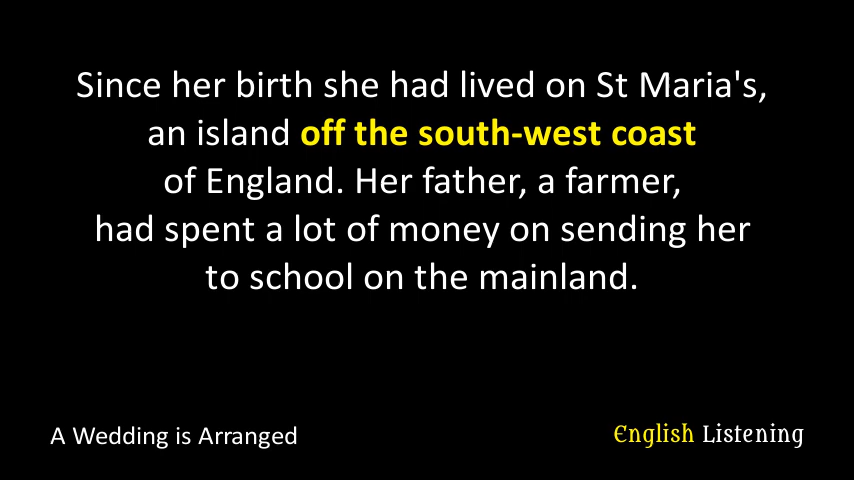 Since her birth she had lived on St Maria's,
an island off the south-west coast
of England. Her father, a farmer,
had spent a lot of money on sending her
to school on the mainland.
A Wedding is Arranged
English Listening